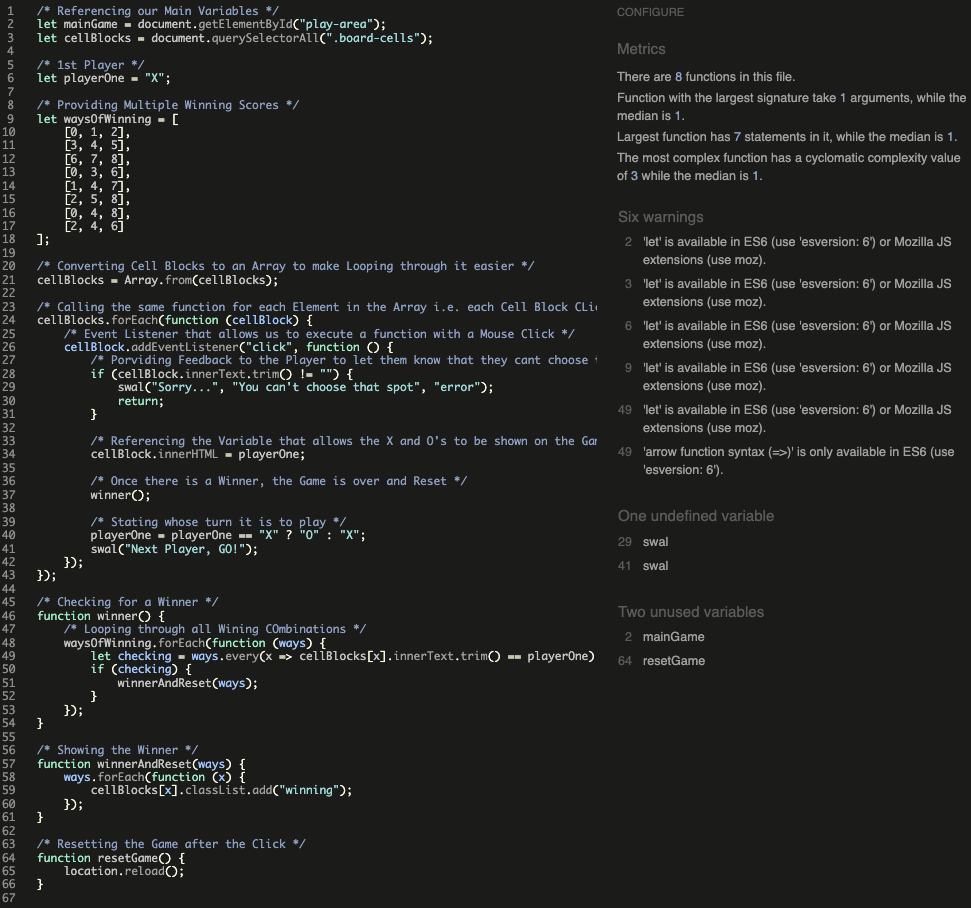 1 /* Referencing our Main Variables */
2 let mainGame = document.getElementById("play-area");
3 let cellBlocks = document.querySelectorAll(".board-cells");
4
5 /* 1st Player */
6 let playerOne = "X";
7
8 /* Providing Multiple Winning Scores */
9 let waysOfWinning = [
10 [0, 1, 2],
11 [3, 4, 5],
12 [6, 7, 8],
13 [0, 3, 6],
14 [1, 4, 7],
15 [2, 5, 8],
16 [0, 4, 8],
17 [2, 4, 6]
18 ];
19
20 /* Converting Cell Blocks to an Array to make Looping through it easier */
21 cellBlocks = Array.from(cellBlocks);
22
23 /* Calling the same function for each Element in the Array i.e. each Cell Block CLi
24 cellBlocks.forEach(function (cellBlock) {
25 /* Event Listener that allows us to execute a function with a Mouse Click */
26 cellBlock.addEventListener("click", function () {
27 /* Porviding Feedback to the Player to let them know that they cant choose
28 if (cellBlock.innerText.trim() != "") {
29 swal("Sorry...", "You can't choose that spot", "error");
30 return;
31 }
32
33 /* Referencing the Variable that allows the X and O's to be shown on the Gam
34 cellBlock.innerHTML = playerOne;
35
36 /* Once there is a Winner, the Game is over and Reset */
37 winner();
38
39 /* Stating whose turn it is to play */
40 playerOne = playerOne == "X" ? "O" : "X";
41 swal("Next Player, GO!");
42 });
43 });
44
45 /* Checking for a Winner */
46 function winner() {
47 /* Looping through all Wining COmbinations */
48 waysOfWinning.forEach(function (ways) {
49 let checking = ways.every(x => cellBlocks[x].innerText.trim() == playerOne)
50 if (checking) {
51 winnerAndReset(ways);
52 }
53 });
54 }
55
56 /* Showing the Winner */
57 function winnerAndReset(ways) {
58 ways.forEach(function (x) {
59 cellBlocks[x].classList.add("winning");
60 });
61 }
62
63 /* Resetting the Game after the Click */
64 function resetGame() {
65 location.reload();
66 }
67
CONFIGURE
Metrics
There are 8 functions in this file.
Function with the largest signature take 1 arguments, while the
median is 1.
Largest function has 7 statements in it, while the median is 1.
The most complex function has a cyclomatic complexity value
of 3 while the median is 1.
Six warnings
2 'let' is available in ES6 (use 'esversion: 6') or Mozilla JS
extensions (use moz).
3 'let' is available in ES6 (use 'esversion: 6') or Mozilla JS
extensions (use moz).
6 'let' is available in ES6 (use 'esversion: 6') or Mozilla JS
extensions (use moz).
9 'let' is available in ES6 (use 'esversion: 6') or Mozilla JS
extensions (use moz).
49 'let' is available in ES6 (use 'esversion: 6') or Mozilla JS
extensions (use moz).
49 'arrow function syntax (=>)' is only available in ES6 (use
'esversion: 6').
One undefined variable
29 swal
41 swal
Two unused variables
2 mainGame
64 resetGame